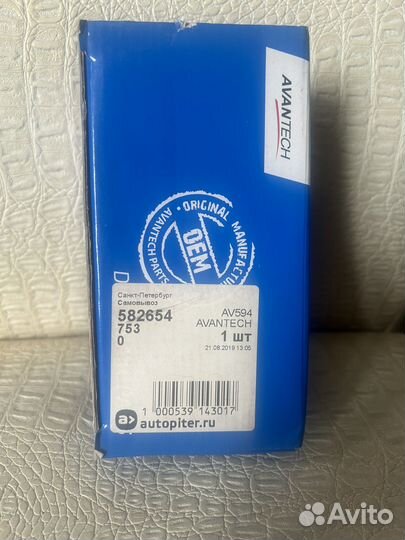 AVANTECH
ORIGINAL MANUFACTU
AVANTECH PARTS
OEM
D
Санкт-Петербург
Самовывоз
582654
753
0
AV594
AVANTECH
1 шт
21.08.2019 13:05
1 000539 143017
a> autopiter.ru
Avito